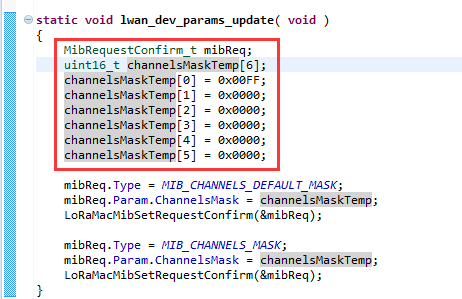 static void lwan_dev_params_update( void )
{
MibRequestConfirm_t mibReq;
uint16_t channelsMaskTemp[6];
channelsMaskTemp[0] = 0x00FF;
channelsMaskTemp[1] = 0x0000;
channelsMaskTemp[2] = 0x0000;
channelsMaskTemp[3] = 0x0000;
channelsMaskTemp[4] = 0x0000;
channelsMaskTemp[5] = 0x0000;
mibReq.Type = MIB_CHANNELS_DEFAULT_MASK;
mibReq.Param.ChannelsMask = channelsMaskTemp;
LoRaMacMibSetRequestConfirm(&mibReq);
mibReq.Type = MIB_CHANNELS_MASK;
mibReq.Param.ChannelsMask = channelsMaskTemp;
LoRaMacMibSetRequestConfirm(&mibReq);
}